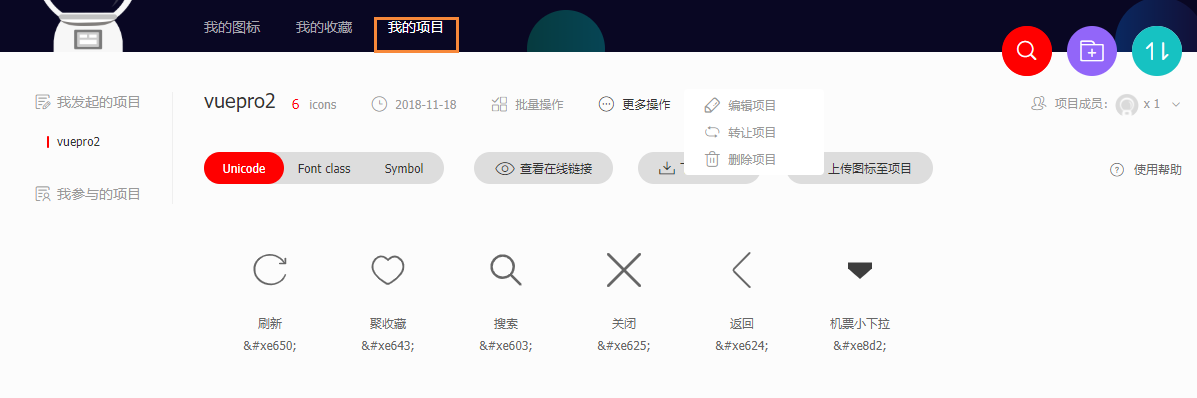 我的图标 我的收藏 我的项目
我发起的项目
vuepro2
我参与的项目
vuepro2 6 icons 2018-11-18 批量操作 更多操作
编辑项目
转让项目
删除项目
项目成员： x 1
Unicode Font class Symbol 查看在线链接 上传图标至项目 使用帮助
刷新 聚收藏 搜索 关闭 返回 机票小下拉
&#xe650; &#xe643; &#xe603; &#xe625; &#xe624; &#xe8d2;